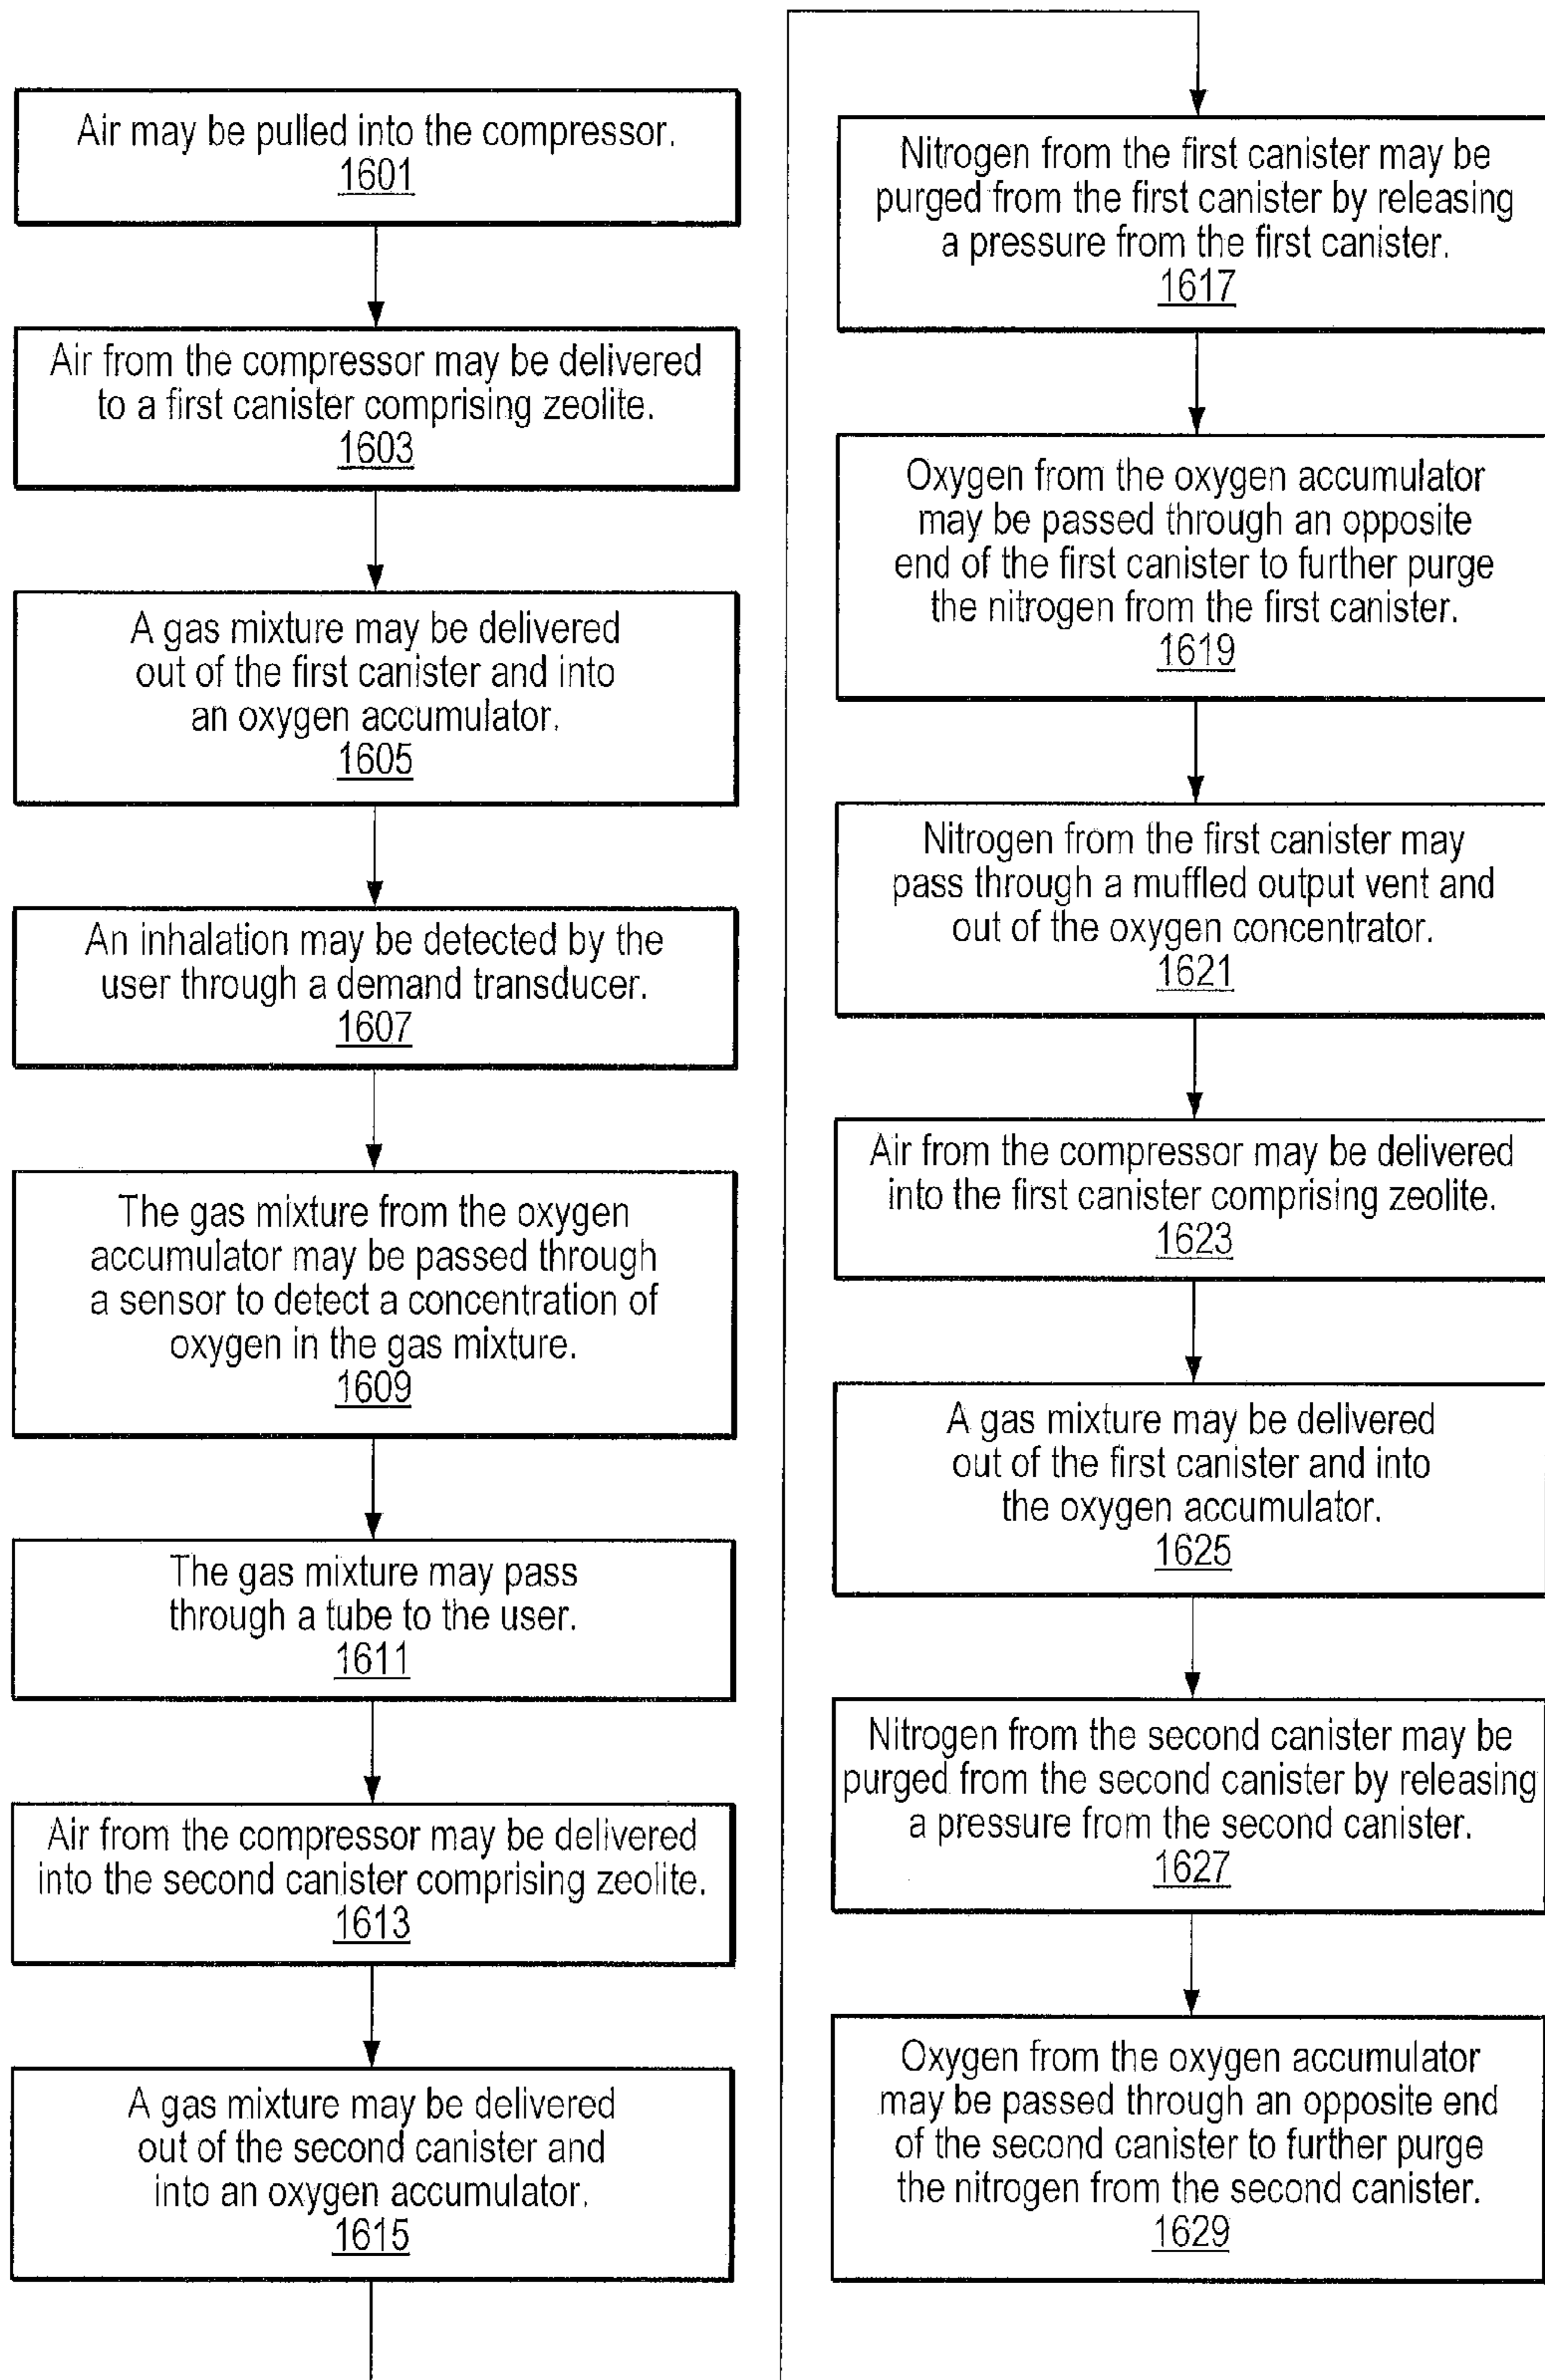 Air may be pulled into the compressor.
1601
Air from the compressor may be delivered
to a first canister comprising zeolite.
1603
A gas mixture may be delivered
out of the first canister and into
an oxygen accumulator.
1605
An inhalation may be detected by the
user through a demand transducer.
1607
The gas mixture from the oxygen
accumulator may be passed through
a sensor to detect a concentration of
oxygen in the gas mixture.
1609
The gas mixture may pass
through a tube to the user.
1611
Air from the compressor may be delivered
into the second canister comprising zeolite.
1613
A gas mixture may be delivered
out of the second canister and
into an oxygen accumulator.
1615
Nitrogen from the first canister may be
purged from the first canister by releasing
a pressure from the first canister.
1617
Oxygen from the oxygen accumulator
may be passed through an opposite
end of the first canister to further purge
the nitrogen from the first canister.
1619
Nitrogen from the first canister may
pass through a muffled output vent and
out of the oxygen concentrator.
1621
Air from the compressor may be delivered
into the first canister comprising zeolite.
1623
A gas mixture may be delivered
out of the first canister and into
the oxygen accumulator.
1625
Nitrogen from the second canister may be
purged from the second canister by releasing
a pressure from the second canister.
1627
Oxygen from the oxygen accumulator
may be passed through an opposite end
of the second canister to further purge
the nitrogen from the second canister.
1629